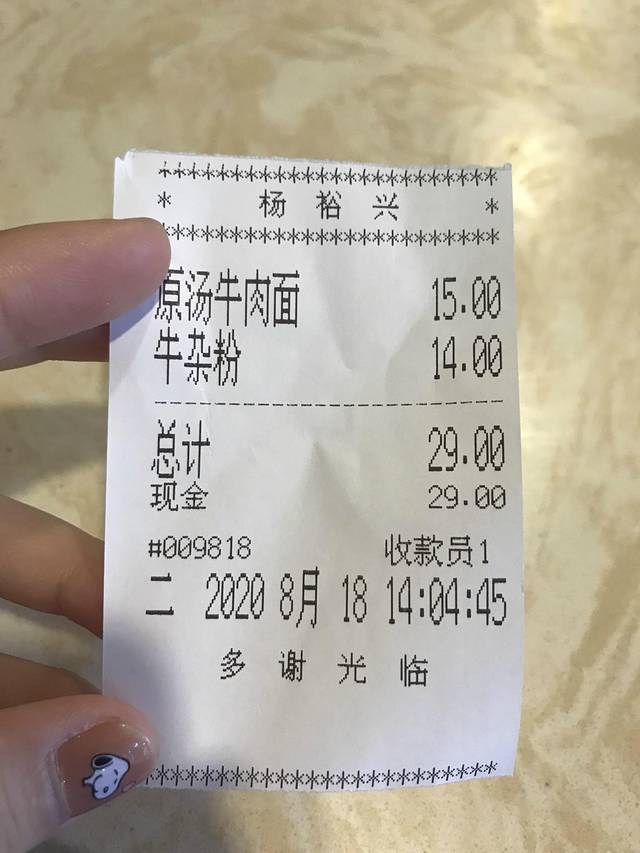 ***************************
* 杨 裕 兴 *
***************************
原汤牛肉面 15.00
牛杂粉 14.00
--------------------------------
总计 29.00
现金 29.00
#009818 收款员1
二 2020 8月 18 14:04:45
多 谢 光 临
***************************